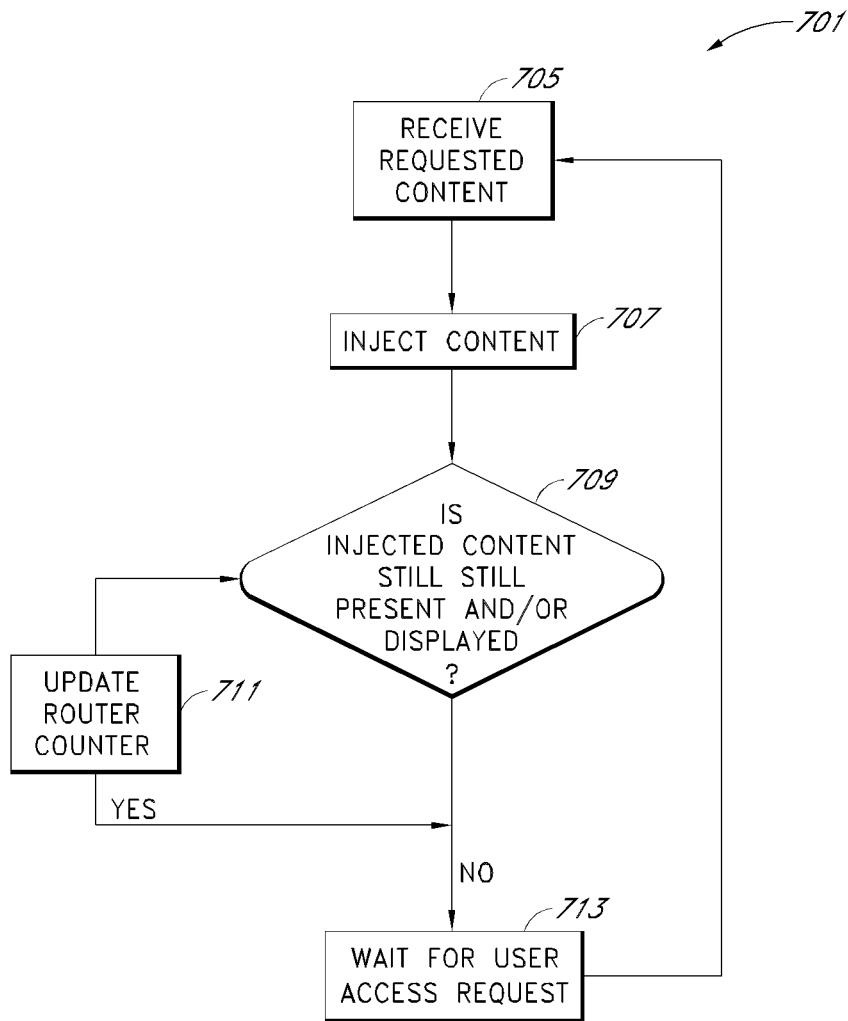 701
705
RECEIVE
REQUESTED
CONTENT
707
INJECT CONTENT
709
IS
INJECTED CONTENT
STILL STILL
PRESENT AND/OR
DISPLAYED
?
711
UPDATE
ROUTER
COUNTER
YES
NO
713
WAIT FOR USER
ACCESS REQUEST